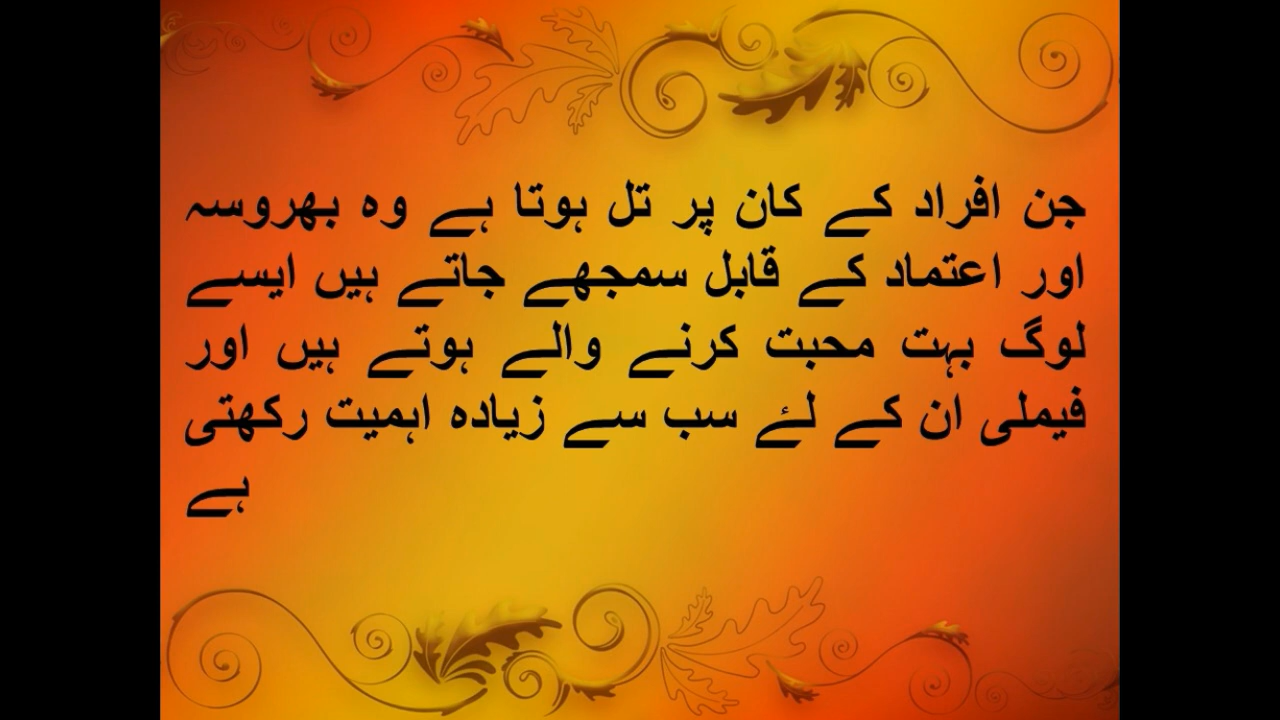 جن افراد کے کان پر تل ہوتا ہے وہ بھروسہ
اور اعتماد کے قابل سمجھے جاتے ہیں ایسے
لوگ بہت محبت کرنے والے ہوتے ہیں اور
فیملی ان کے لۓ سب سے زیادہ اہمیت رکھتی
ہے